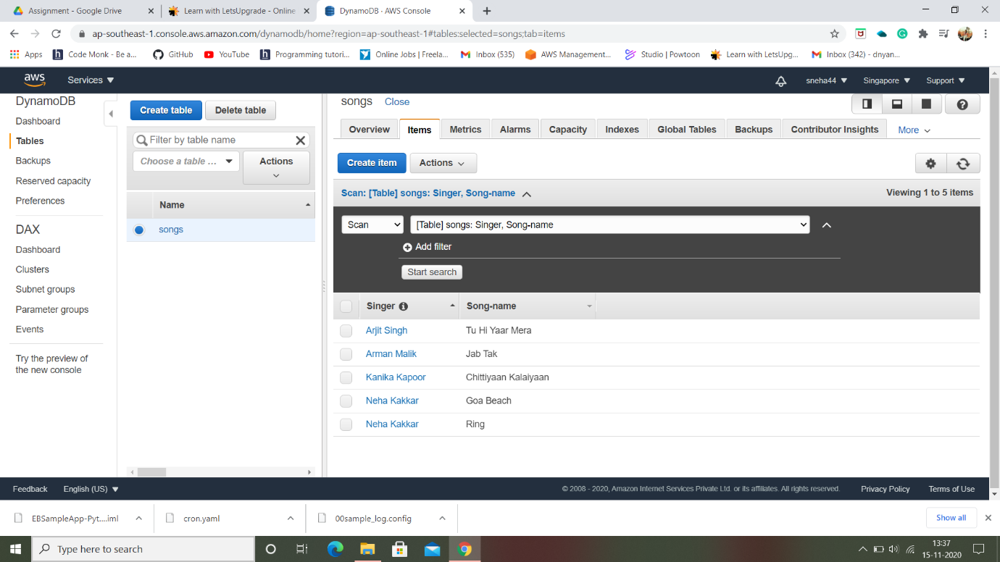 Assignment - Google Drive
Learn with LetsUpgrade - Online
DynamoDB · AWS Console
ap-southeast-1.console.aws.amazon.com/dynamodb/home?region=ap-southeast-1#tables:selected=songs;tab=items
Apps
Code Monk - Be a...
GitHub
YouTube
Programming tutori...
Online Jobs | Freela...
Inbox (535)
AWS Management...
Studio | Powtoon
Learn with LetsUpg...
Inbox (342) - dnyan...
aws
Services
sneha44
Singapore
Support
DynamoDB
Dashboard
Tables
Backups
Reserved capacity
Preferences
DAX
Dashboard
Clusters
Subnet groups
Parameter groups
Events
Try the preview of
the new console
Create table
Delete table
Filter by table name
Choose a table ...
Actions
Name
songs
songs
Close
Overview
Items
Metrics
Alarms
Capacity
Indexes
Global Tables
Backups
Contributor Insights
More
Create item
Actions
Scan: [Table] songs: Singer, Song-name
Viewing 1 to 5 items
Scan
[Table] songs: Singer, Song-name
Add filter
Start search
Singer
Song-name
Arjit Singh
Tu Hi Yaar Mera
Arman Malik
Jab Tak
Kanika Kapoor
Chittiyaan Kalaiyaan
Neha Kakkar
Goa Beach
Neha Kakkar
Ring
Feedback
English (US)
© 2008 - 2020, Amazon Internet Services Private Ltd. or its affiliates. All rights reserved.
Privacy Policy
Terms of Use
EBSampleApp-Pyt....iml
cron.yaml
00sample_log.config
Show all
Type here to search
13:37
15-11-2020